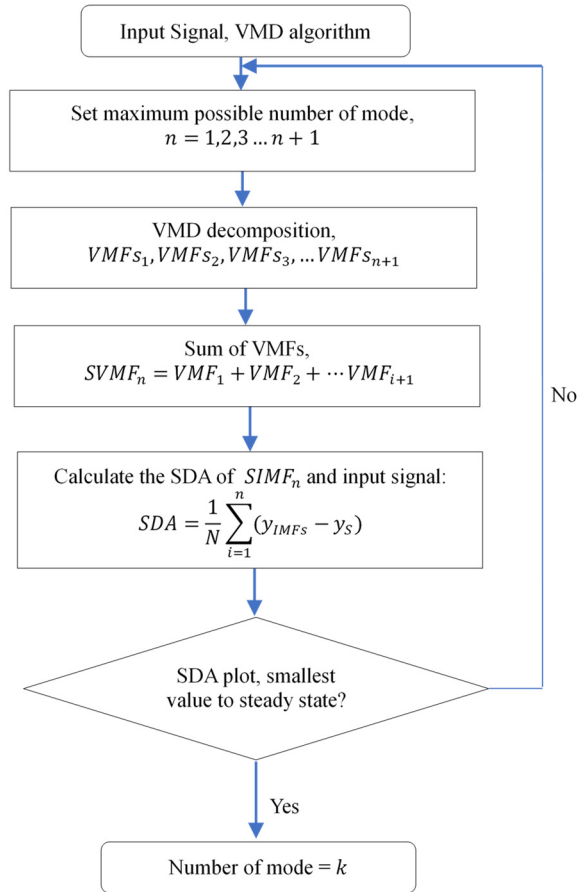 Input Signal, VMD algorithm
Set maximum possible number of mode,
n = 1,2,3 … n + 1
VMD decomposition,
VMFs₁, VMFs₂, VMFs₃, … VMFsₙ₊₁
Sum of VMFs,
SVMFₙ = VMF₁ + VMF₂ + ⋯ VMFᵢ₊₁
Calculate the SDA of SIMFₙ and input signal:
SDA = 1/N ∑ᵢ₌₁ⁿ (y_IMFs − y_S)
SDA plot, smallest
value to steady state?
No
Yes
Number of mode = k